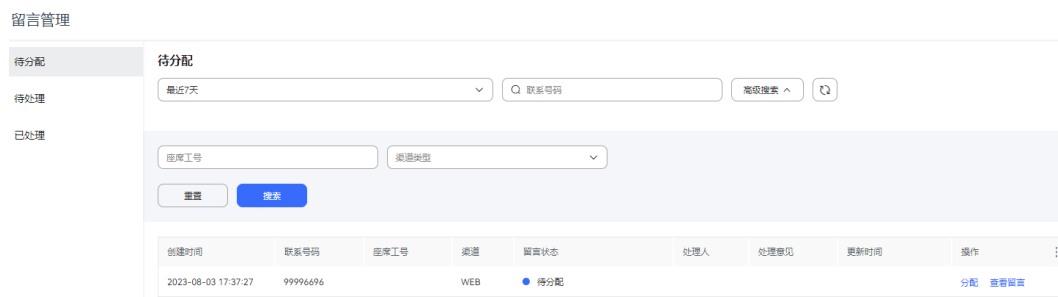 留言管理
待分配
待处理
已处理
待分配
最近7天 联系号码 高级搜索
座席工号 渠道类型
重置 搜索
创建时间 联系号码 座席工号 渠道 留言状态 处理人 处理意见 更新时间 操作
2023-08-03 17:37:27 99996696 WEB 待分配 分配 查看留言